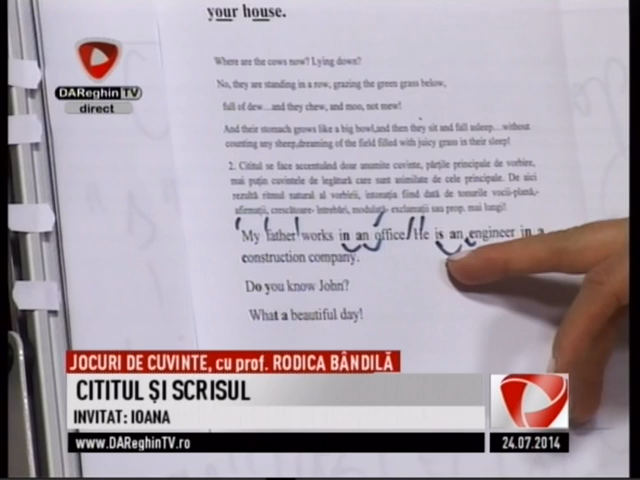 your house.
Where are the cows now? Lying down?
No, they are standing in a row, grazing the green grass below,
full of dew...and they chew, and moo, not mew!
And their stomach grows like a big bowl,and then they sit and fall asleep...without
counting any sheep,dreaming of the field filled with juicy grass in their sleep!
2. Cititul se face accentuând doar anumite cuvinte, părțile principale de vorbire,
mai puțin cuvintele de legătură care sunt asimilate de cele principale. De aici
rezultă ritmul natural al vorbirii, intonația fiind dată de tonurile vocii-plană,-
afirmații, crescătoare- întrebări, modulată- exclamații sau prop. mai lungi!
My father works in an office/He is an engineer in a
construction company.
Do you know John?
What a beautiful day!
DAReghin TV
direct
JOCURI DE CUVINTE, cu prof. RODICA BÂNDILĂ
CITITUL ȘI SCRISUL
INVITAT: IOANA
www.DAReghinTV.ro
24.07.2014